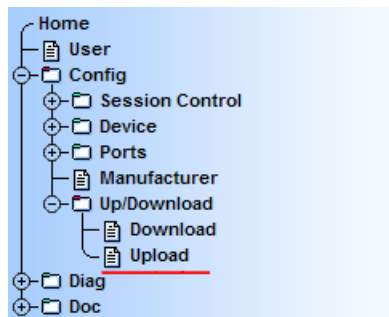 Home
User
Config
Session Control
Device
Ports
Manufacturer
Up/Download
Download
Upload
Diag
Doc